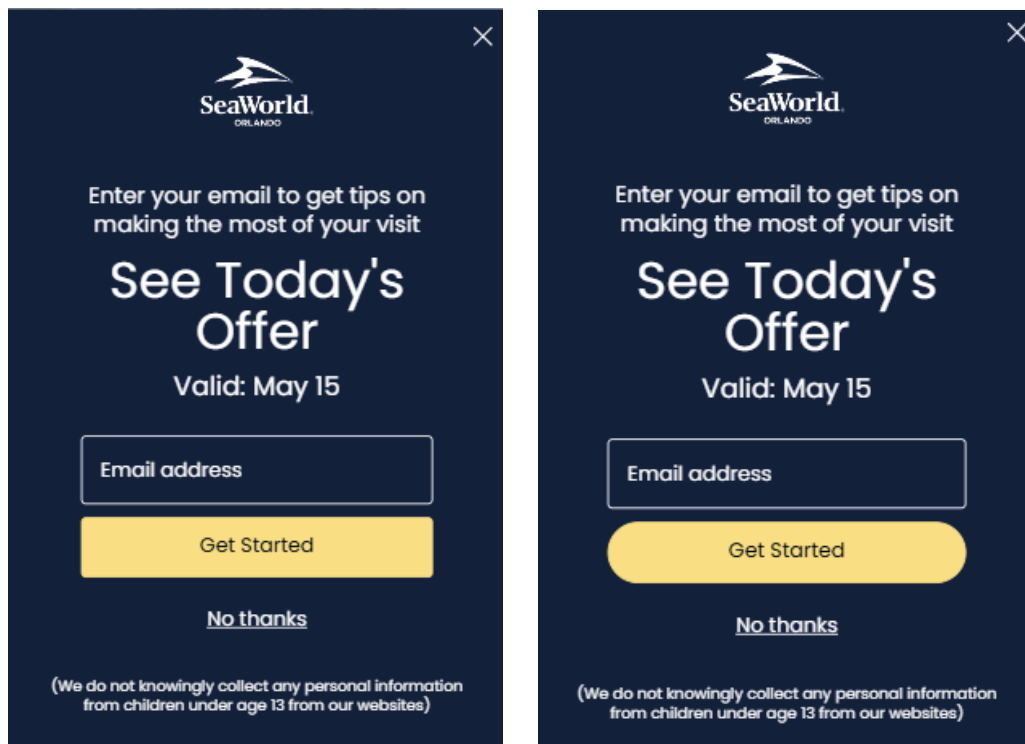 SeaWorld.
ORLANDO
Enter your email to get tips on
making the most of your visit
See Today's
Offer
Valid: May 15
Email address
Get Started
No thanks
(We do not knowingly collect any personal information
from children under age 13 from our websites)
SeaWorld.
ORLANDO
Enter your email to get tips on
making the most of your visit
See Today's
Offer
Valid: May 15
Email address
Get Started
No thanks
(We do not knowingly collect any personal information
from children under age 13 from our websites)